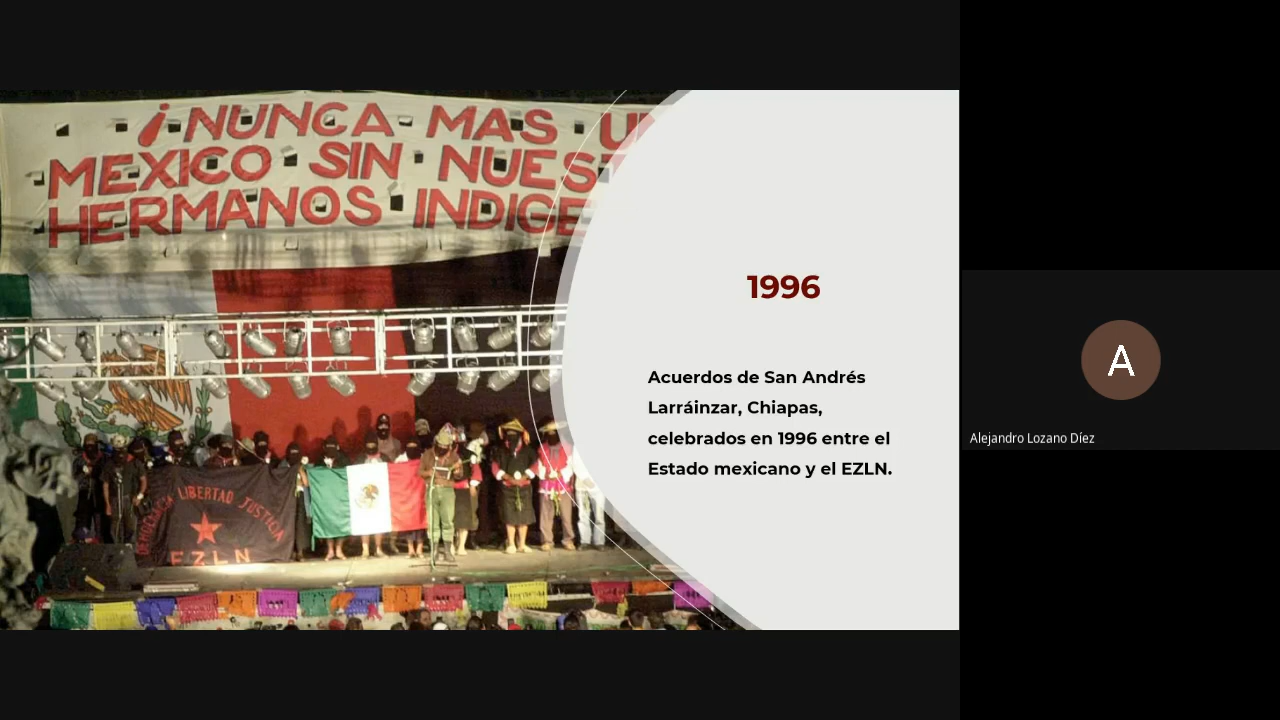 ¡NUNCA MAS U
MEXICO SIN NUEST
HERMANOS INDIGE
DEMOCRACIA LIBERTAD JUSTICIA
EZLN
1996
Acuerdos de San Andrés
Larráinzar, Chiapas,
celebrados en 1996 entre el
Estado mexicano y el EZLN.
A
Alejandro Lozano Díez